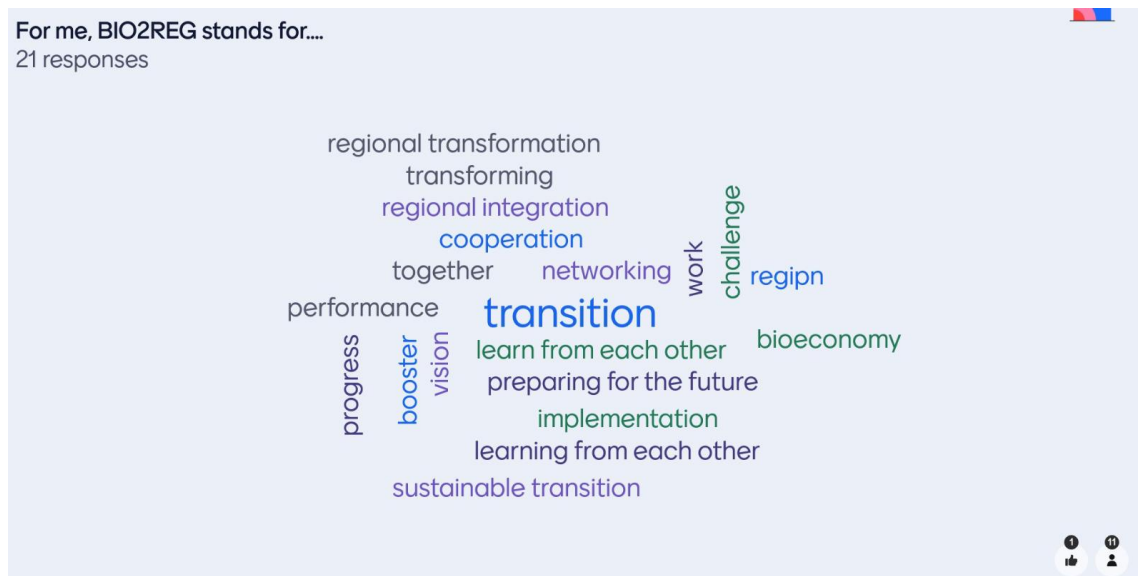 For me, BIO2REG stands for....
21 responses
regional transformation
transforming
regional integration
cooperation
together
networking
work
challenge
regipn
performance
transition
progress
booster
vision
learn from each other
bioeconomy
preparing for the future
implementation
learning from each other
sustainable transition
1
11